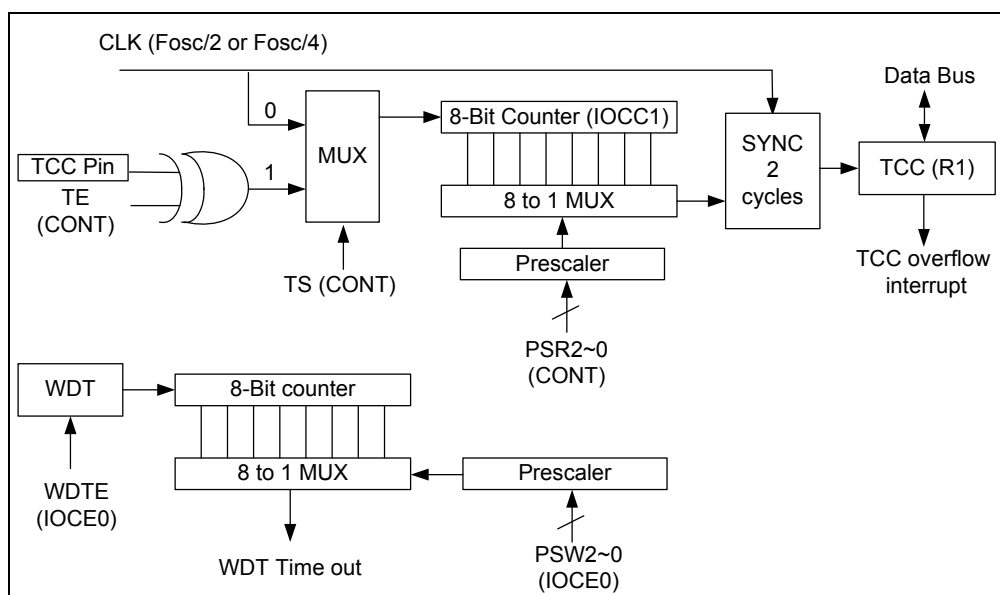 CLK (Fosc/2 or Fosc/4)
Data Bus
0
8-Bit Counter (IOCC1)
MUX
SYNC
2
cycles
TCC Pin
1
TCC (R1)
TE
(CONT)
8 to 1 MUX
Prescaler
TS (CONT)
TCC overflow
interrupt
PSR2~0
(CONT)
WDT
8-Bit counter
8 to 1 MUX
Prescaler
WDTE
(IOCE0)
WDT Time out
PSW2~0
(IOCE0)